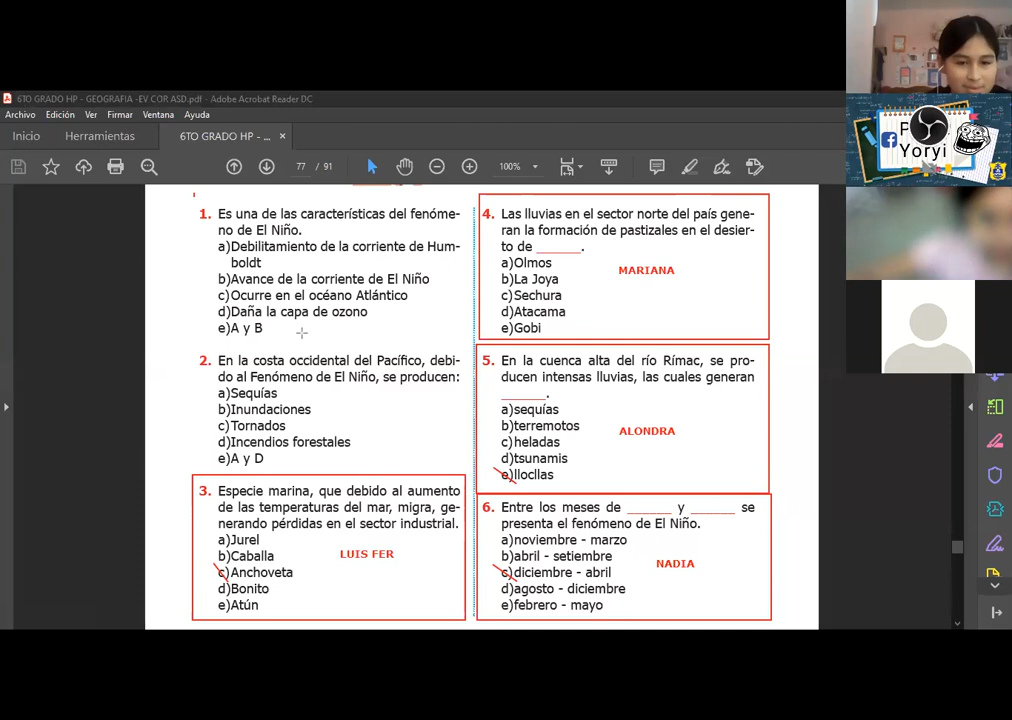 6TO GRADO HP - GEOGRAFIA -EV COR ASD.pdf - Adobe Acrobat Reader DC
Archivo Edición Ver Firmar Ventana Ayuda
Inicio Herramientas 6TO GRADO HP - ... ×
77 / 91 100%
1. Es una de las características del fenóme-
no de El Niño.
a)Debilitamiento de la corriente de Hum-
boldt
b)Avance de la corriente de El Niño
c)Ocurre en el océano Atlántico
d)Daña la capa de ozono
e)A y B
2. En la costa occidental del Pacífico, debi-
do al Fenómeno de El Niño, se producen:
a)Sequías
b)Inundaciones
c)Tornados
d)Incendios forestales
e)A y D
3. Especie marina, que debido al aumento
de las temperaturas del mar, migra, ge-
nerando pérdidas en el sector industrial.
a)Jurel
b)Caballa
c)Anchoveta
d)Bonito
e)Atún
LUIS FER
4. Las lluvias en el sector norte del país gene-
ran la formación de pastizales en el desier-
to de ______.
a)Olmos
b)La Joya
c)Sechura
d)Atacama
e)Gobi
MARIANA
5. En la cuenca alta del río Rímac, se pro-
ducen intensas lluvias, las cuales generan
______.
a)sequías
b)terremotos
c)heladas
d)tsunamis
e)llocllas
ALONDRA
6. Entre los meses de ______ y ______ se
presenta el fenómeno de El Niño.
a)noviembre - marzo
b)abril - setiembre
c)diciembre - abril
d)agosto - diciembre
e)febrero - mayo
NADIA
Yoryi